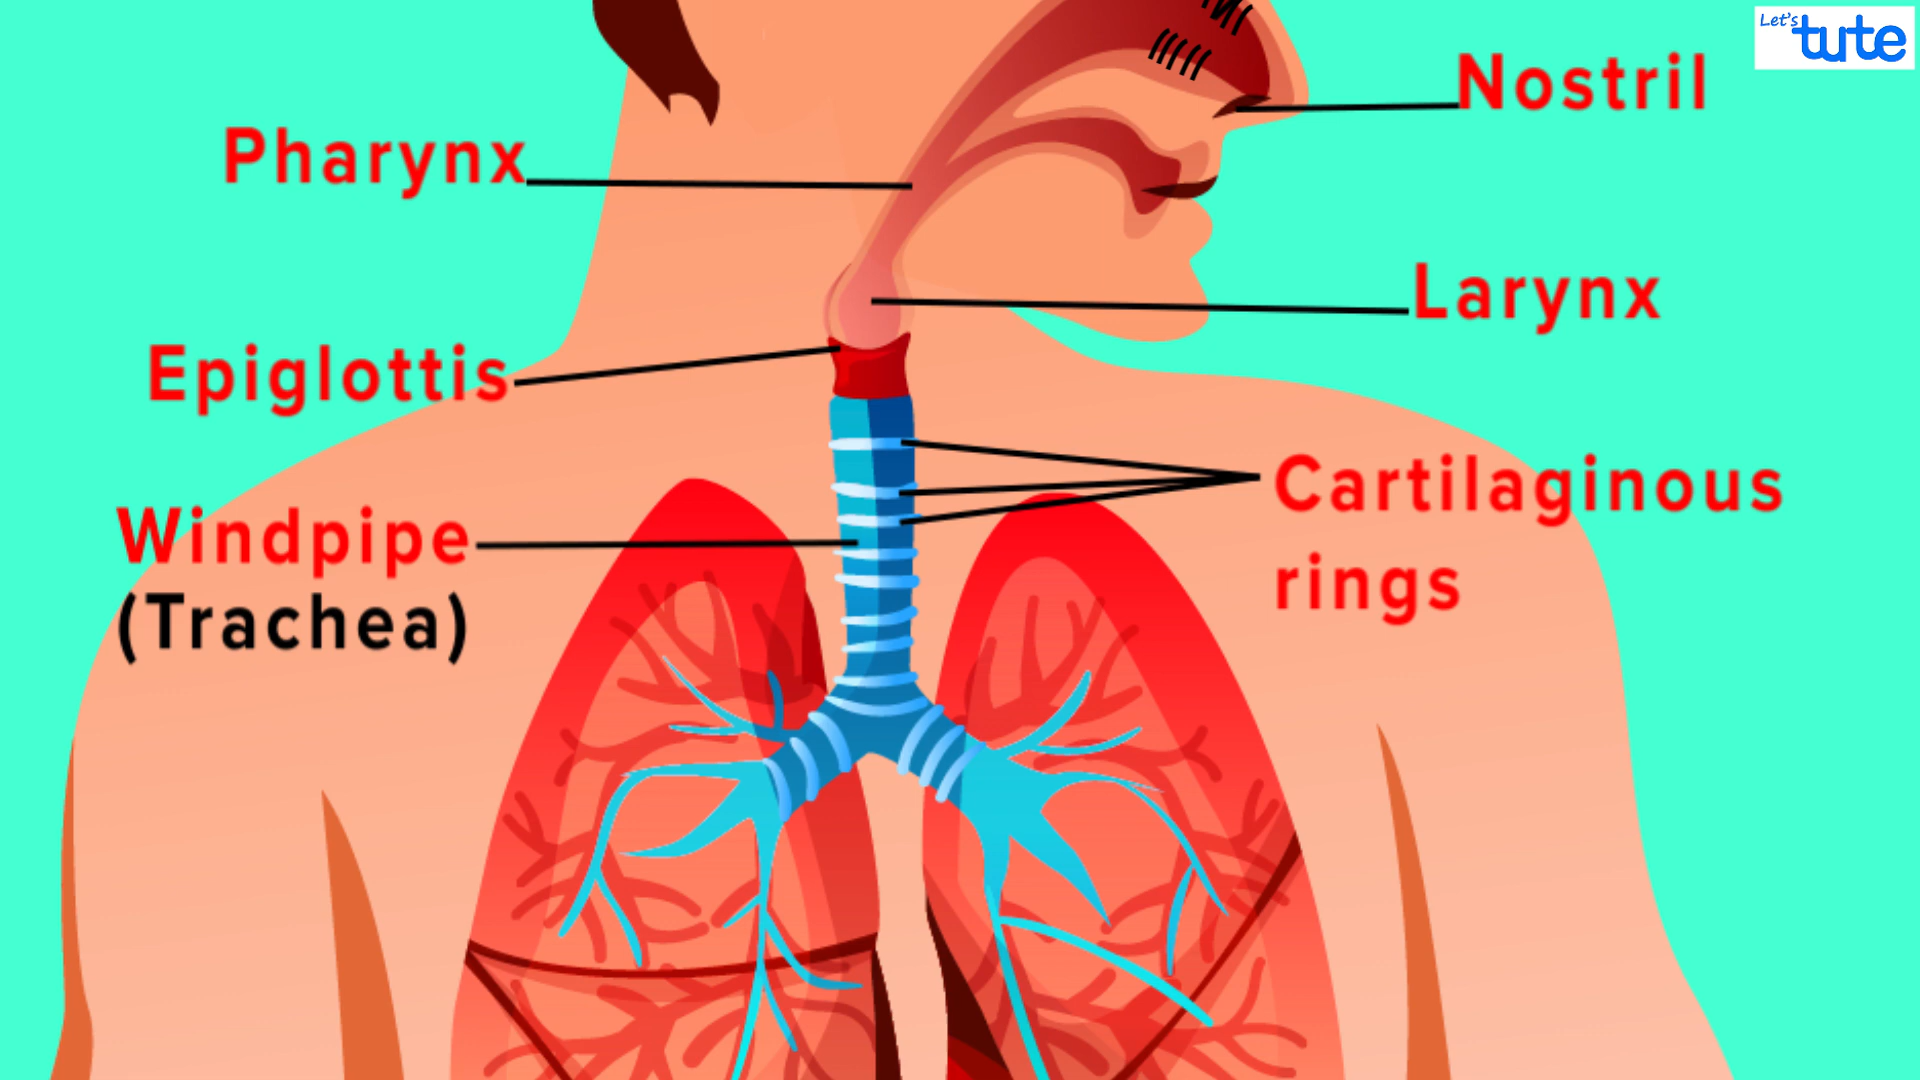 Let's
tute
Nostril
Pharynx
Larynx
Epiglottis
Cartilaginous
rings
Windpipe
(Trachea)